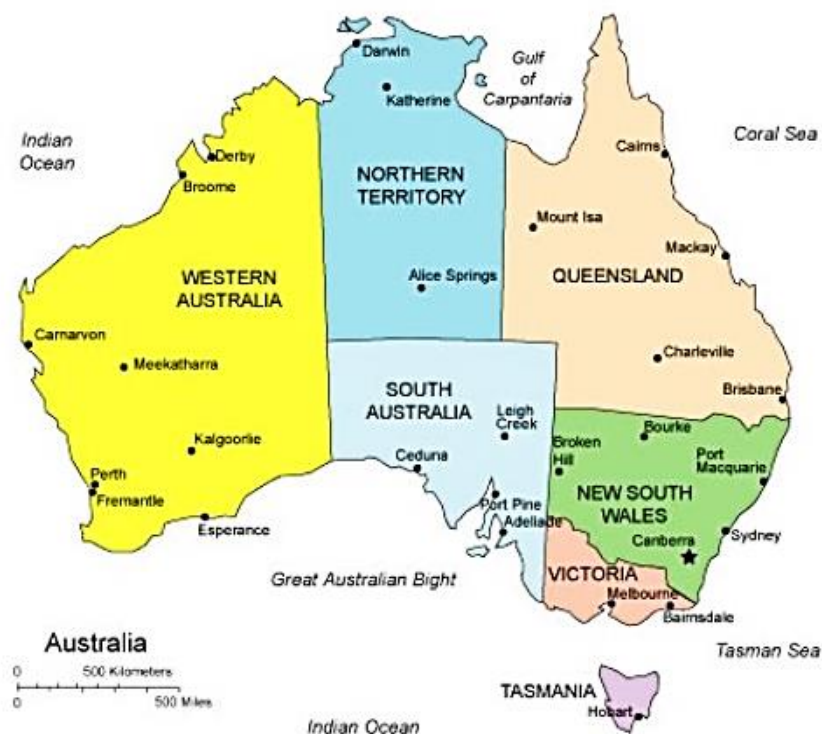 Darwin
Gulf
of
Carpantaria
Katherine
Indian
Ocean
Coral Sea
Cairns
Derby
Broome
NORTHERN
TERRITORY
Mount Isa
Mackay
WESTERN
AUSTRALIA
Alice Springs
QUEENSLAND
Carnarvon
Meekatharra
Charleville
SOUTH
AUSTRALIA
Brisbane
Leigh
Creek
Bourke
Kalgoorlie
Broken
Hill
Port
Macquarie
Ceduna
Perth
Fremantle
Port Pine
NEW SOUTH
WALES
Esperance
Adeliade
Sydney
Canberra
Great Australian Bight
VICTORIA
Melbourne
Bairnsdale
Australia
0 500 Kilometers
0 500 Miles
Tasman Sea
TASMANIA
Hobart
Indian Ocean